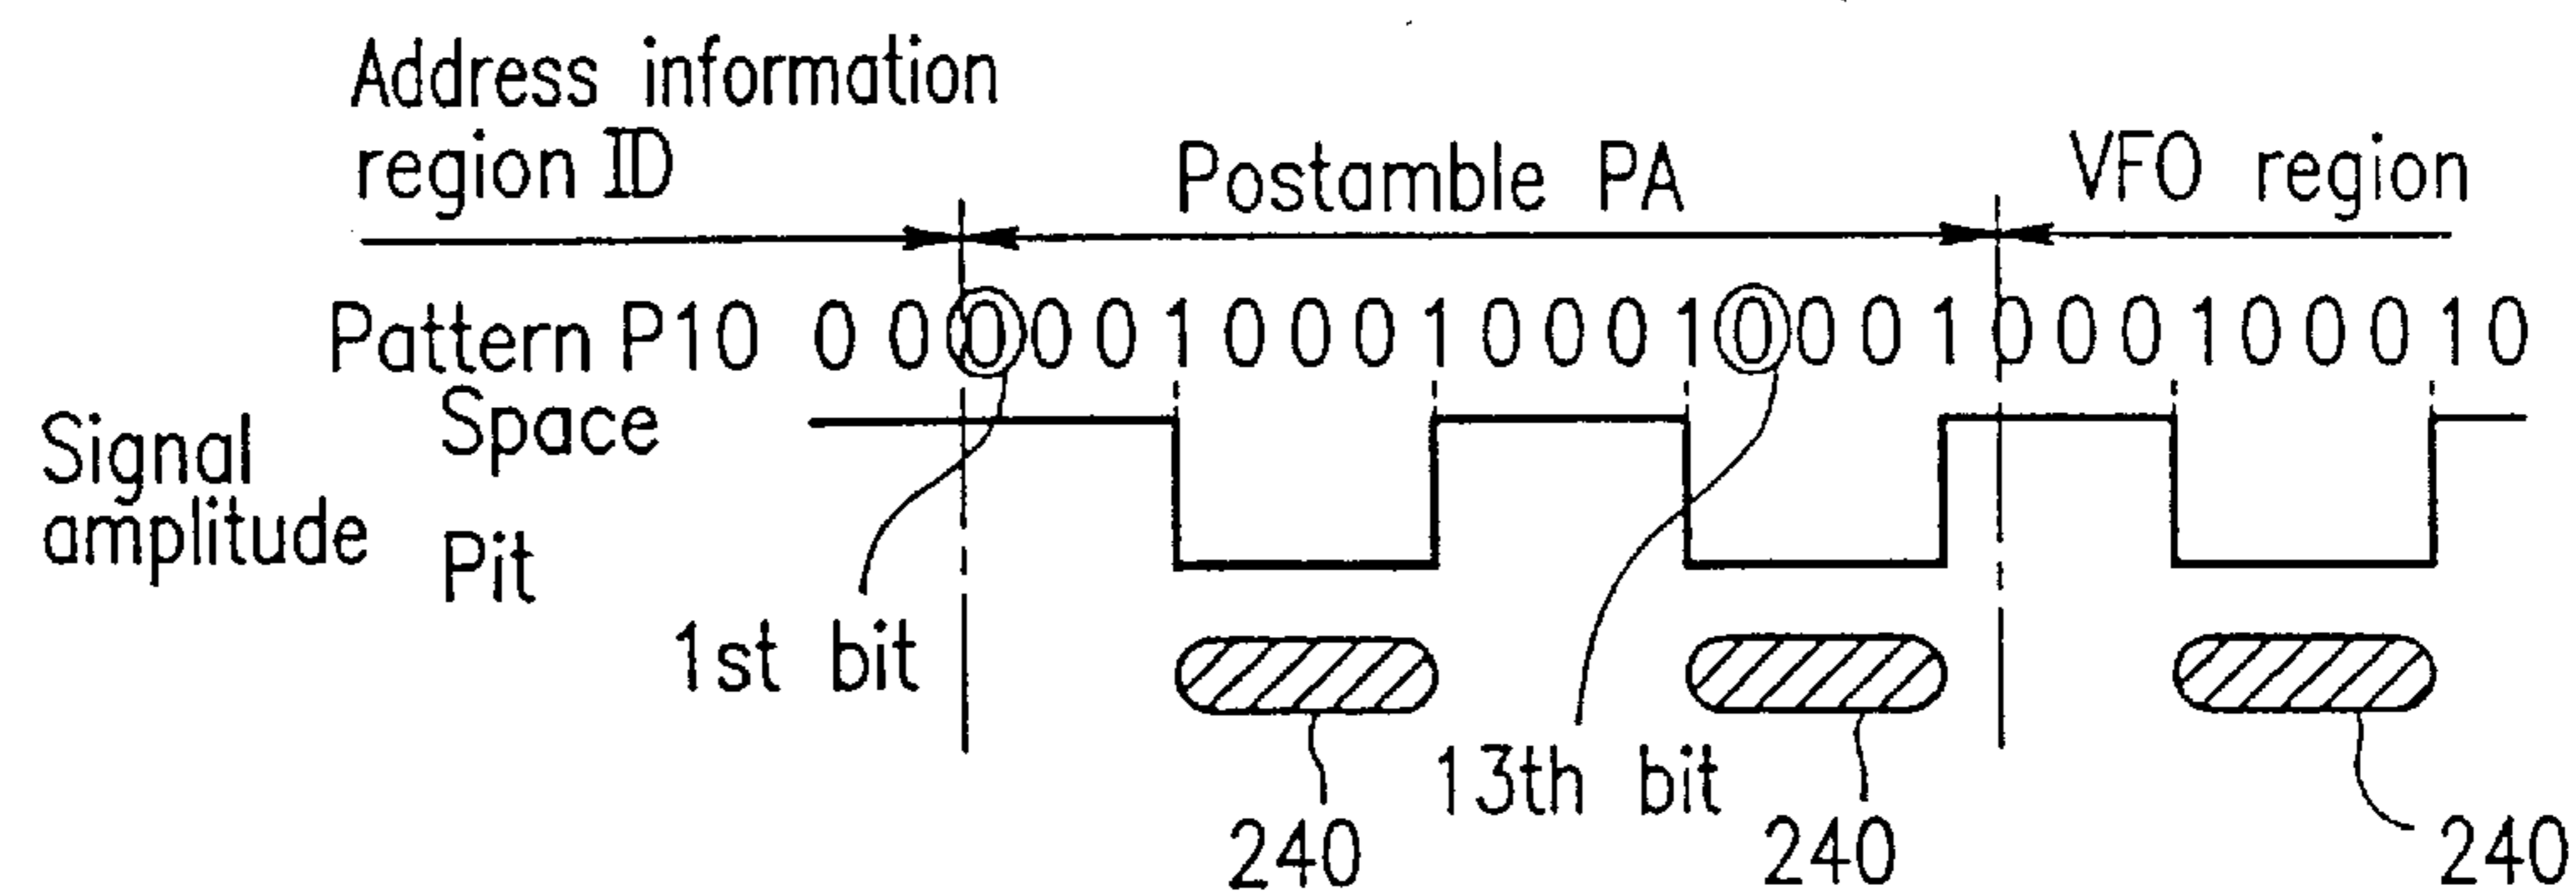 Address information
region ID
Postamble PA
VFO region
Pattern P10 0 0 0 0 0 1 0 0 0 1 0 0 0 1 0 0 0 1 0 0 0 1 0 0 0 1 0
Signal
amplitude
Space
Pit
1st bit
13th bit
240
240
240